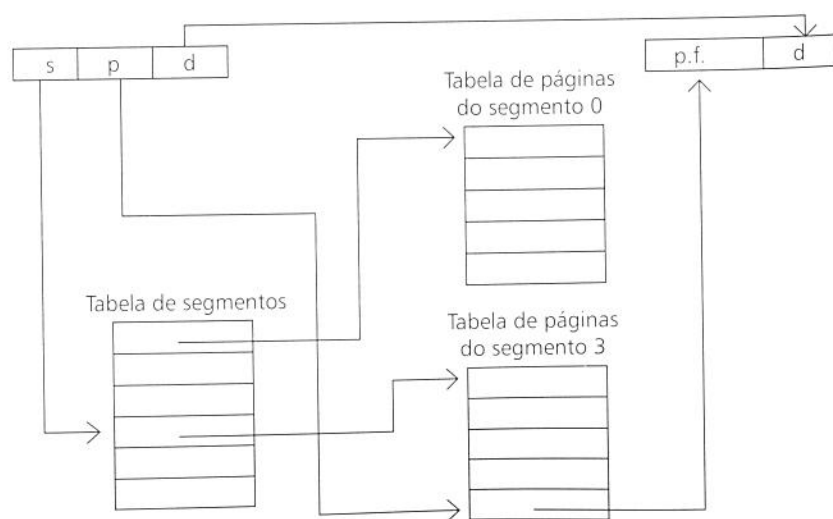 s p d
p.f. d
Tabela de páginas
do segmento 0
Tabela de segmentos
Tabela de páginas
do segmento 3